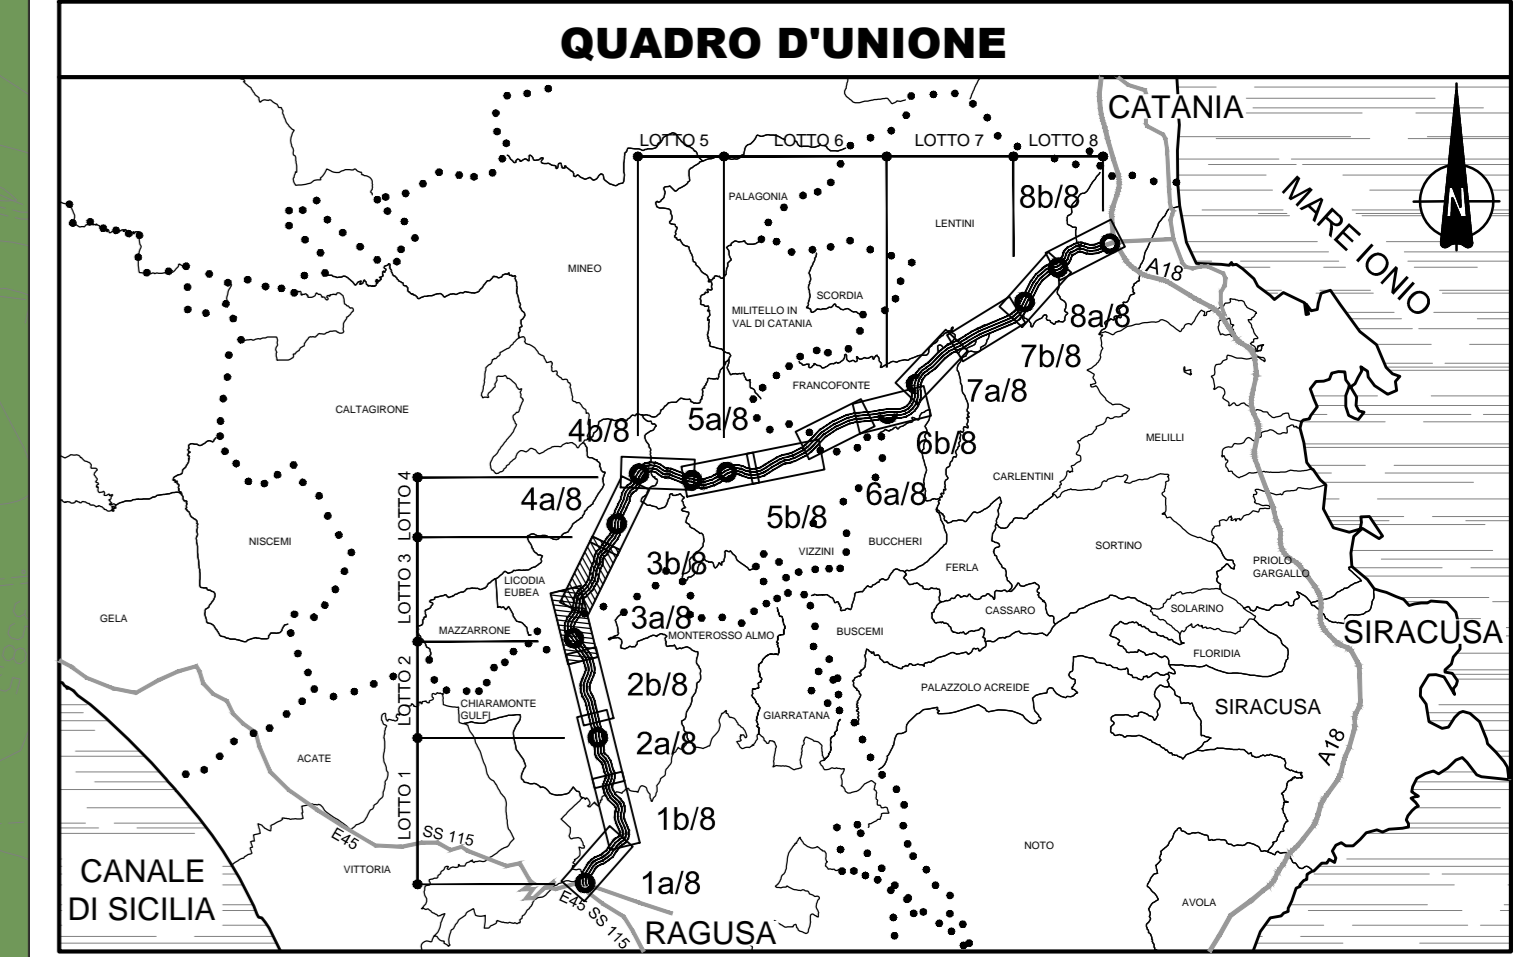 QUADRO D'UNIONE
CATANIA
LOTTO 5
LOTTO 6
LOTTO 7
LOTTO 8
8b/8
PALAGONIA
LENTINI
MARE IONIO
N
MINEO
A18
SCORDIA
MILITELLO IN
VAL DI CATANIA
8a/8
7b/8
FRANCOFONTE
7a/8
CALTAGIRONE
5a/8
4b/8
6b/8
MELILLI
CARLENTINI
LOTTO 4
4a/8
6a/8
5b/8
NISCEMI
BUCCHERI
VIZZINI
SORTINO
3b/8
LOTTO 3
FERLA
PRIOLO
GARGALLO
LICODIA
EUBEA
CASSARO
SOLARINO
GELA
3a/8
MAZZARRONE
MONTEROSSO ALMO
BUSCEMI
SIRACUSA
FLORIDIA
2b/8
LOTTO 2
PALAZZOLO ACREIDE
CHIARAMONTE
GULFI
GIARRATANA
SIRACUSA
2a/8
A18
ACATE
LOTTO 1
1b/8
E45
SS 115
NOTO
VITTORIA
CANALE
DI SICILIA
1a/8
E45 SS 115
AVOLA
RAGUSA